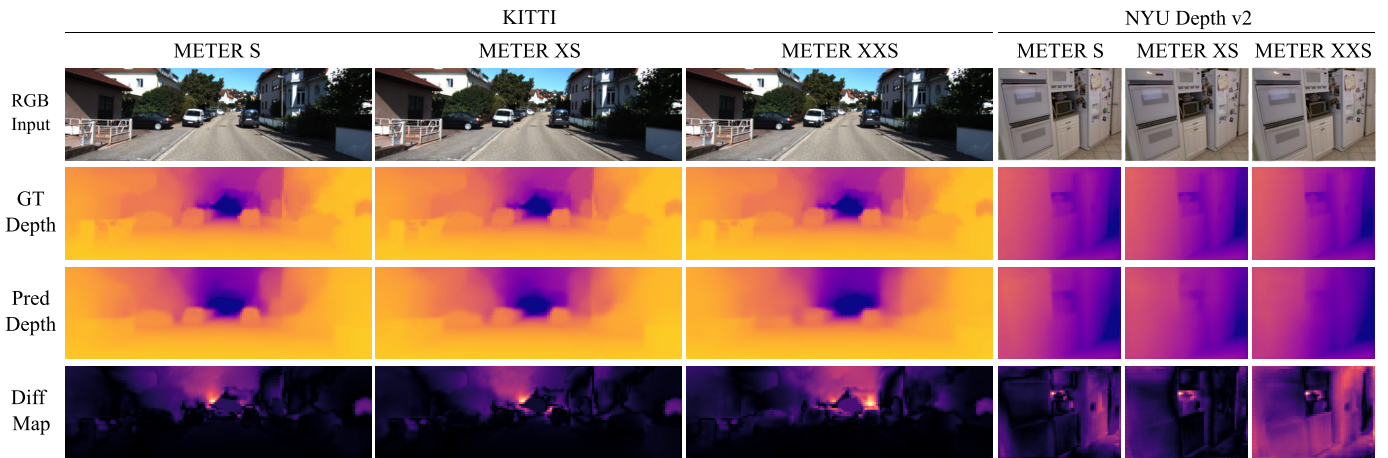 KITTI
NYU Depth v2
METER S
METER XS
METER XXS
METER S
METER XS
METER XXS
RGB
Input
GT
Depth
Pred
Depth
Diff
Map